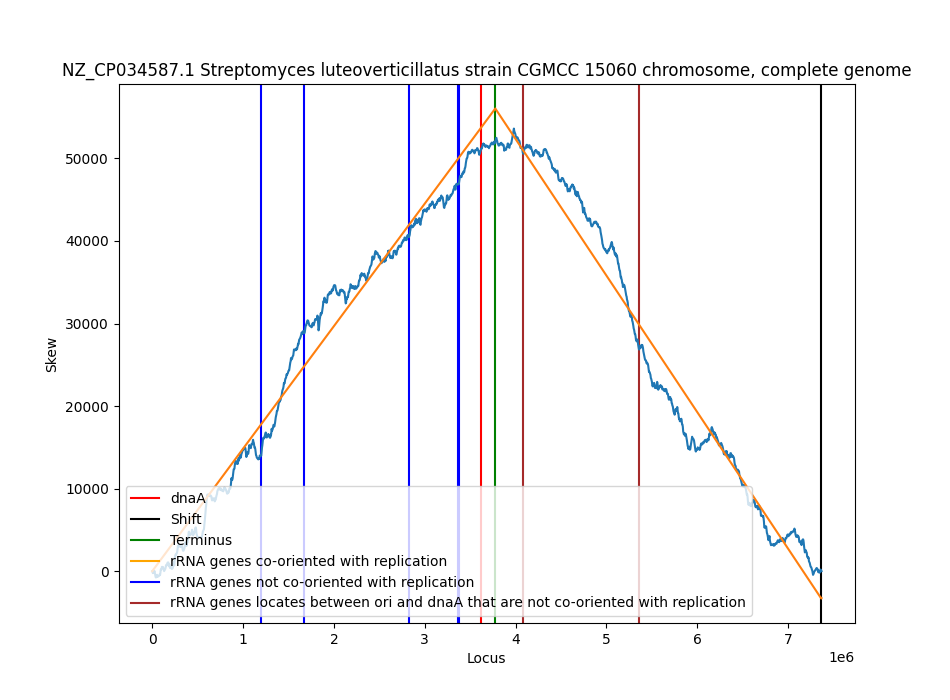 NZ_CP034587.1 Streptomyces luteoverticillatus strain CGMCC 15060 chromosome, complete genome
50000
40000
30000
20000
10000
0
Skew
dnaA
Shift
Terminus
rRNA genes co-oriented with replication
rRNA genes not co-oriented with replication
rRNA genes locates between ori and dnaA that are not co-oriented with replication
0 1 2 3 4 5 6 7
Locus
1e6